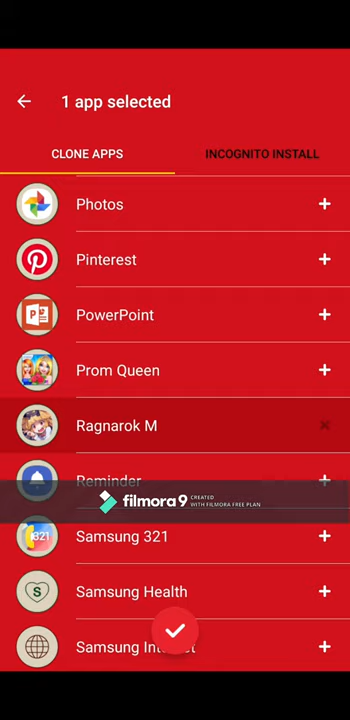 1 app selected
CLONE APPS INCOGNITO INSTALL
Photos
Pinterest
PowerPoint
Prom Queen
Ragnarok M
Reminder
filmora9 CREATED WITH FILMORA FREE PLAN
Samsung 321
Samsung Health
Samsung